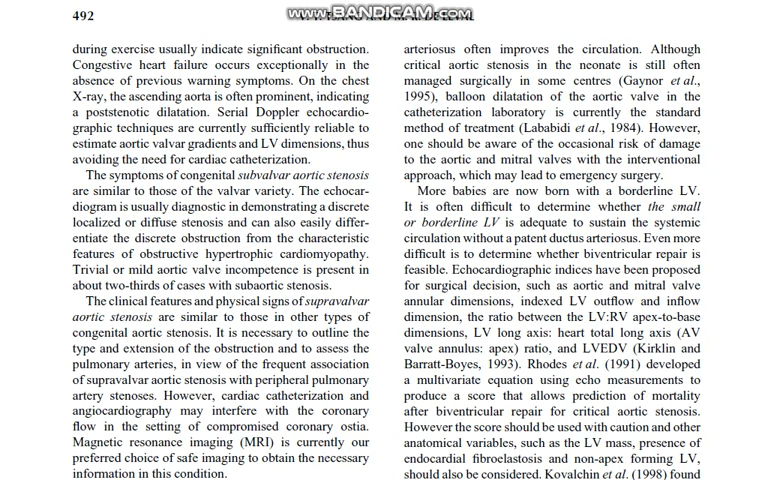 492
www.BANDICAM.com
during exercise usually indicate significant obstruction.
Congestive heart failure occurs exceptionally in the
absence of previous warning symptoms. On the chest
X-ray, the ascending aorta is often prominent, indicating
a poststenotic dilatation. Serial Doppler echocardio-
graphic techniques are currently sufficiently reliable to
estimate aortic valvar gradients and LV dimensions, thus
avoiding the need for cardiac catheterization.
The symptoms of congenital subvalvar aortic stenosis
are similar to those of the valvar variety. The echocar-
diogram is usually diagnostic in demonstrating a discrete
localized or diffuse stenosis and can also easily differ-
entiate the discrete obstruction from the characteristic
features of obstructive hypertrophic cardiomyopathy.
Trivial or mild aortic valve incompetence is present in
about two-thirds of cases with subaortic stenosis.
The clinical features and physical signs of supravalvar
aortic stenosis are similar to those in other types of
congenital aortic stenosis. It is necessary to outline the
type and extension of the obstruction and to assess the
pulmonary arteries, in view of the frequent association
of supravalvar aortic stenosis with peripheral pulmonary
artery stenoses. However, cardiac catheterization and
angiocardiography may interfere with the coronary
flow in the setting of compromised coronary ostia.
Magnetic resonance imaging (MRI) is currently our
preferred choice of safe imaging to obtain the necessary
information in this condition.
arteriosus often improves the circulation. Although
critical aortic stenosis in the neonate is still often
managed surgically in some centres (Gaynor et al.,
1995), balloon dilatation of the aortic valve in the
catheterization laboratory is currently the standard
method of treatment (Lababidi et al., 1984). However,
one should be aware of the occasional risk of damage
to the aortic and mitral valves with the interventional
approach, which may lead to emergency surgery.
More babies are now born with a borderline LV.
It is often difficult to determine whether the small
or borderline LV is adequate to sustain the systemic
circulation without a patent ductus arteriosus. Even more
difficult is to determine whether biventricular repair is
feasible. Echocardiographic indices have been proposed
for surgical decision, such as aortic and mitral valve
annular dimensions, indexed LV outflow and inflow
dimension, the ratio between the LV:RV apex-to-base
dimensions, LV long axis: heart total long axis (AV
valve annulus: apex) ratio, and LVEDV (Kirklin and
Barratt-Boyes, 1993). Rhodes et al. (1991) developed
a multivariate equation using echo measurements to
produce a score that allows prediction of mortality
after biventricular repair for critical aortic stenosis.
However the score should be used with caution and other
anatomical variables, such as the LV mass, presence of
endocardial fibroelastosis and non-apex forming LV,
should also be considered. Kovalchin et al. (1998) found